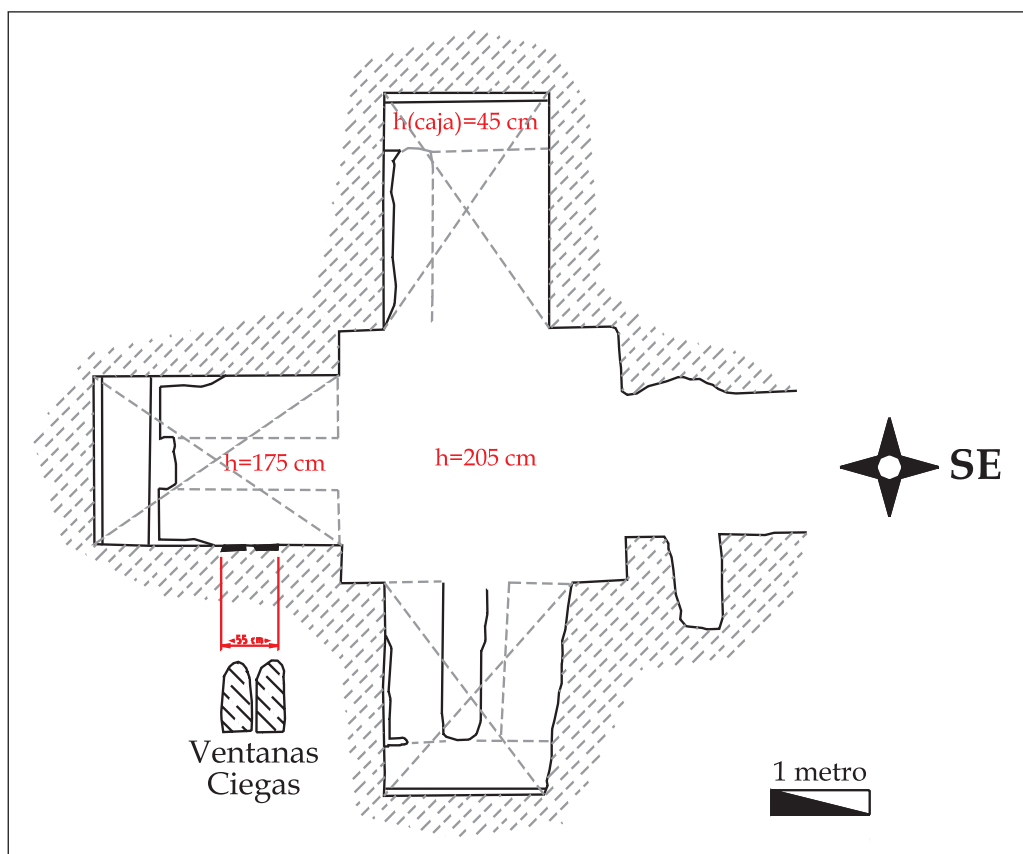 h(caja)=45 cm
h=175 cm
h=205 cm
SE
55 cm
Ventanas
Ciegas
1 metro